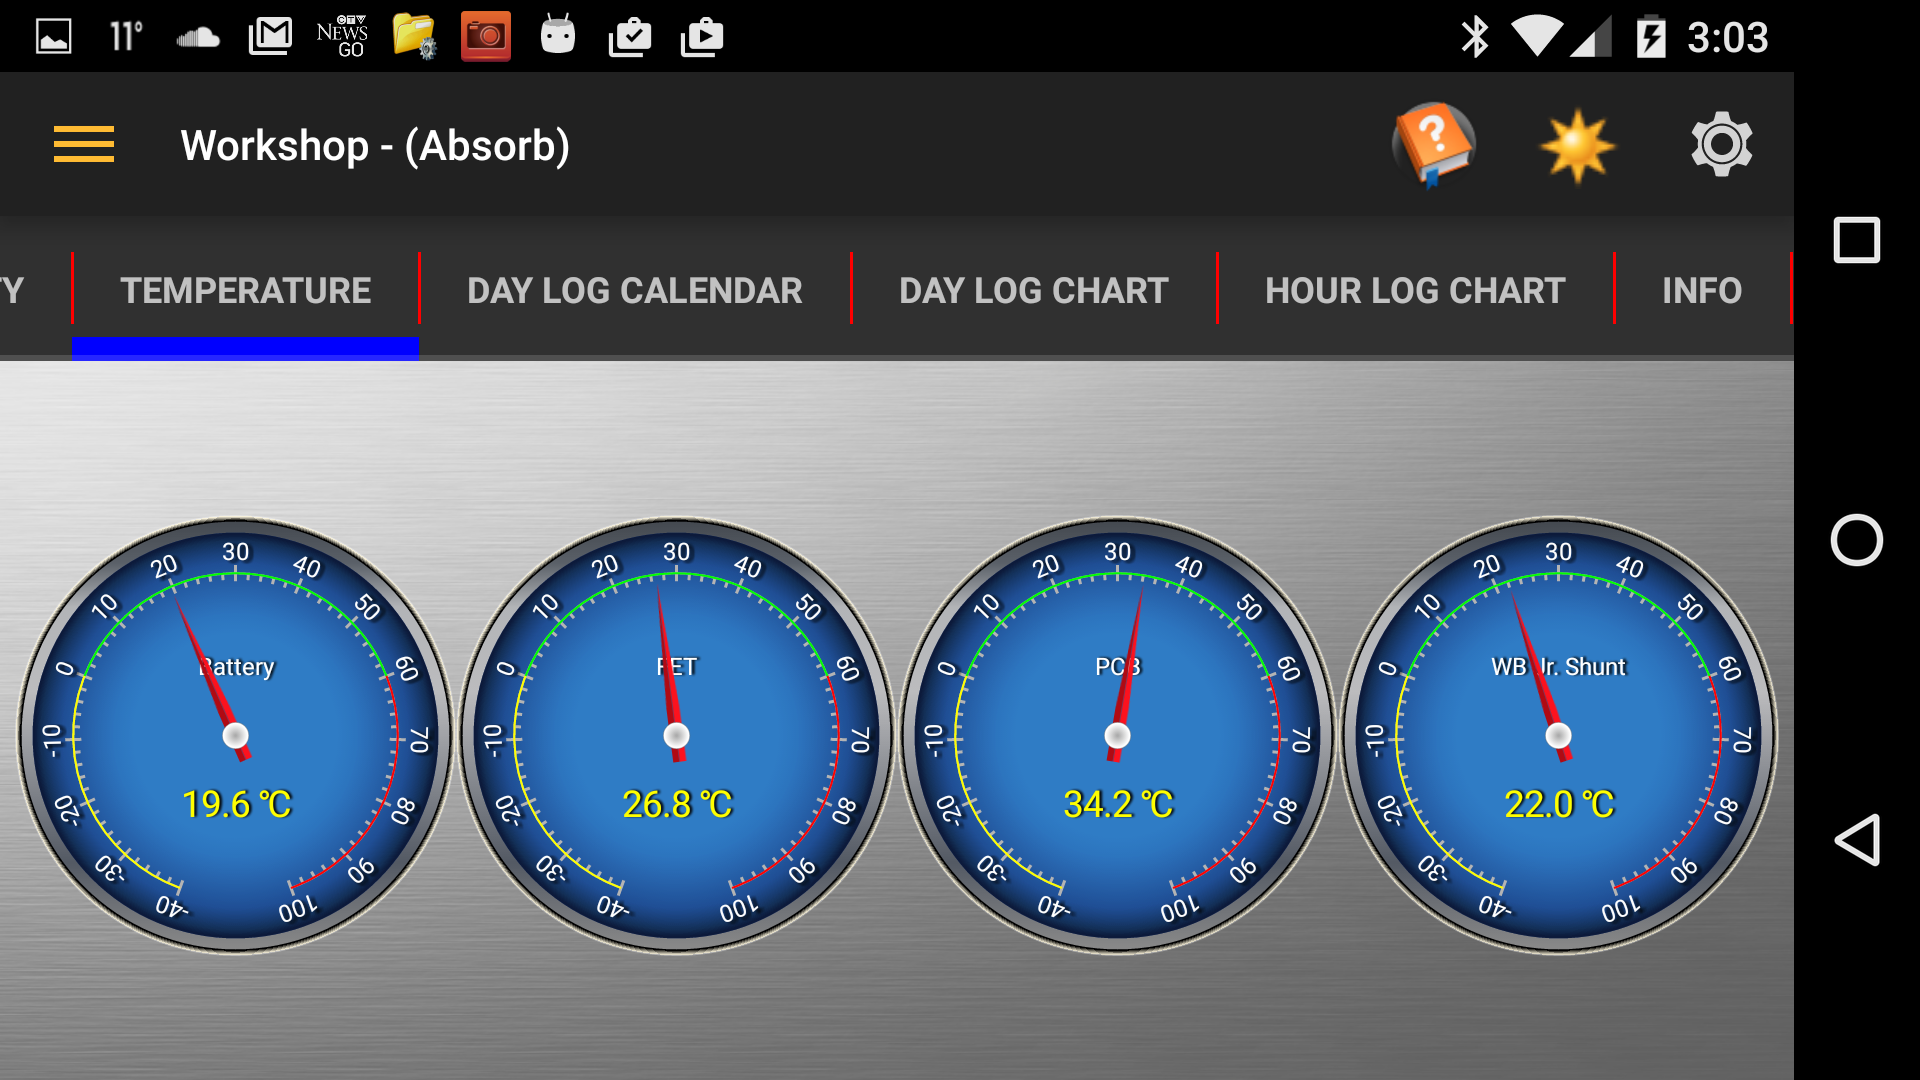 11°
CTV
NEWS
GO
3:03
Workshop - (Absorb)
TY
TEMPERATURE
DAY LOG CALENDAR
DAY LOG CHART
HOUR LOG CHART
INFO
-40 -30 -20 -10 0 10 20 30 40 50 60 70 80 90 100
Battery
19.6 °C
-40 -30 -20 -10 0 10 20 30 40 50 60 70 80 90 100
FET
26.8 °C
-40 -30 -20 -10 0 10 20 30 40 50 60 70 80 90 100
PCB
34.2 °C
-40 -30 -20 -10 0 10 20 30 40 50 60 70 80 90 100
WB Jr. Shunt
22.0 °C